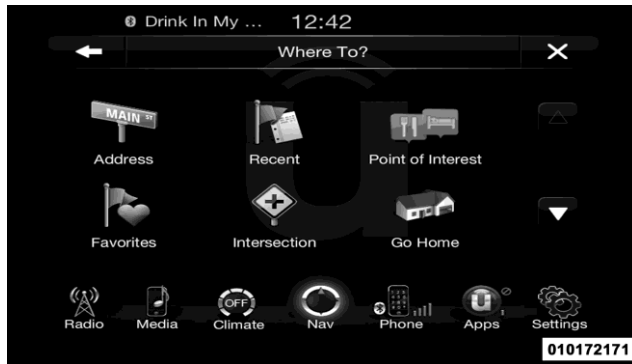 Drink In My ... 12:42
Where To?
MAIN ST
Address Recent Point of Interest
Favorites Intersection Go Home
OFF
Radio Media Climate Nav Phone Apps Settings
010172171